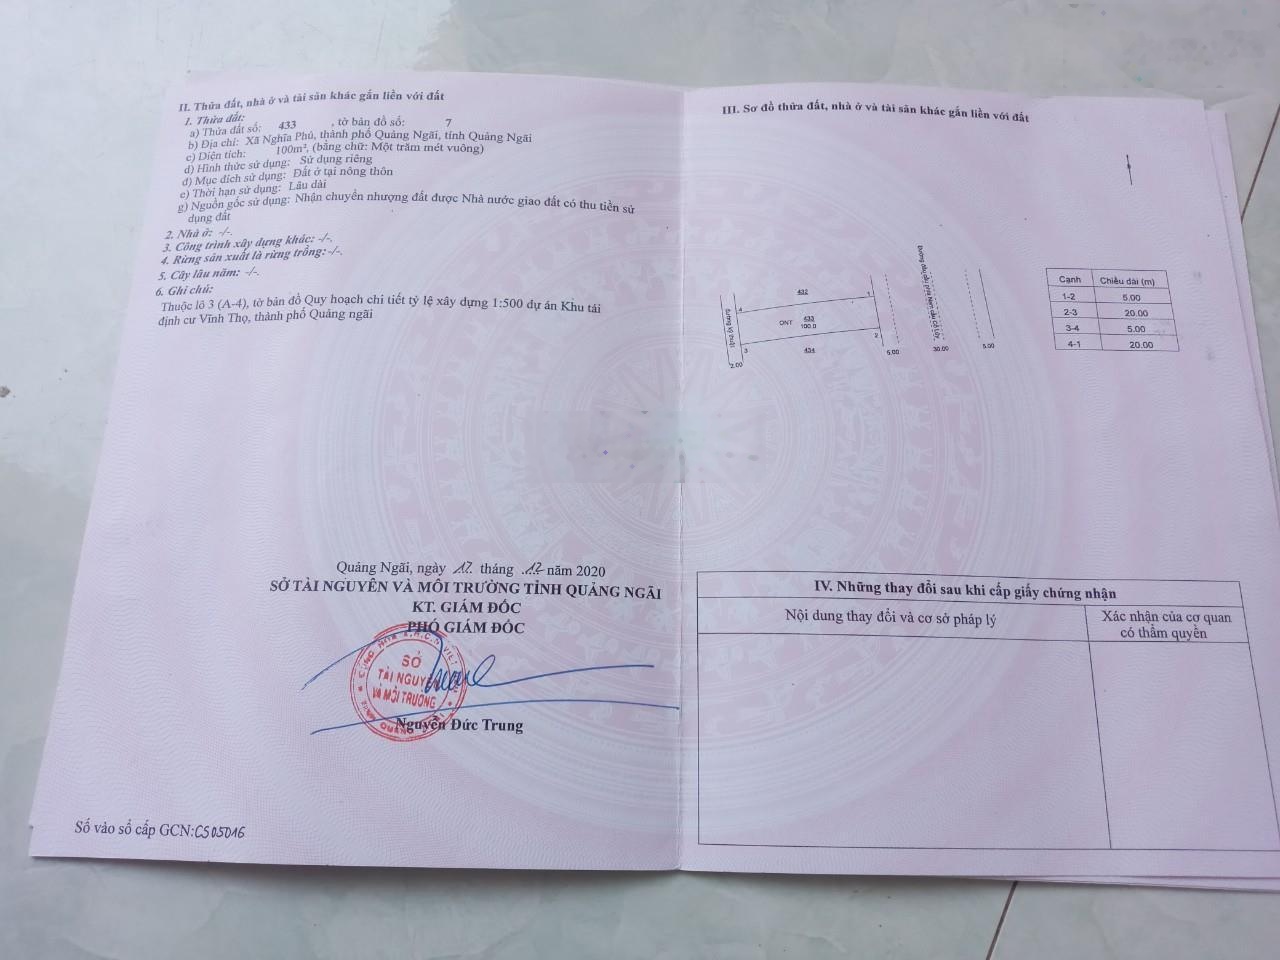 II. Thửa đất, nhà ở và tài sản khác gắn liền với đất
1. Thửa đất:
a) Thửa đất số: 433 , tờ bản đồ số: 7
b) Địa chỉ: Xã Nghĩa Phú, thành phố Quảng Ngãi, tỉnh Quảng Ngãi
c) Diện tích: 100m², (bằng chữ: Một trăm mét vuông)
d) Hình thức sử dụng: Sử dụng riêng
đ) Mục đích sử dụng: Đất ở tại nông thôn
e) Thời hạn sử dụng: Lâu dài
g) Nguồn gốc sử dụng: Nhận chuyển nhượng đất được Nhà nước giao đất có thu tiền sử
dụng đất
2. Nhà ở: -/-.
3. Công trình xây dựng khác: -/-.
4. Rừng sản xuất là rừng trồng: -/-.
5. Cây lâu năm: -/-.
6. Ghi chú:
Thuộc lô 3 (A-4), tờ bản đồ Quy hoạch chi tiết tỷ lệ xây dựng 1:500 dự án Khu tái
định cư Vĩnh Thọ, thành phố Quảng ngãi
Quảng Ngãi, ngày 17 tháng 12 năm 2020
SỞ TÀI NGUYÊN VÀ MÔI TRƯỜNG TỈNH QUẢNG NGÃI
KT. GIÁM ĐỐC
PHÓ GIÁM ĐỐC
SỞ
TÀI NGUYÊN
VÀ MÔI TRƯỜNG
Nguyễn Đức Trung
Số vào sổ cấp GCN: CS05016
III. Sơ đồ thửa đất, nhà ở và tài sản khác gắn liền với đất
432
4
1
ONT 433
100.0
3
2
434
2.00
5.00
30.00
5.00
Cạnh Chiều dài (m)
1-2 5.00
2-3 20.00
3-4 5.00
4-1 20.00
IV. Những thay đổi sau khi cấp giấy chứng nhận
Nội dung thay đổi và cơ sở pháp lý
Xác nhận của cơ quan
có thẩm quyền